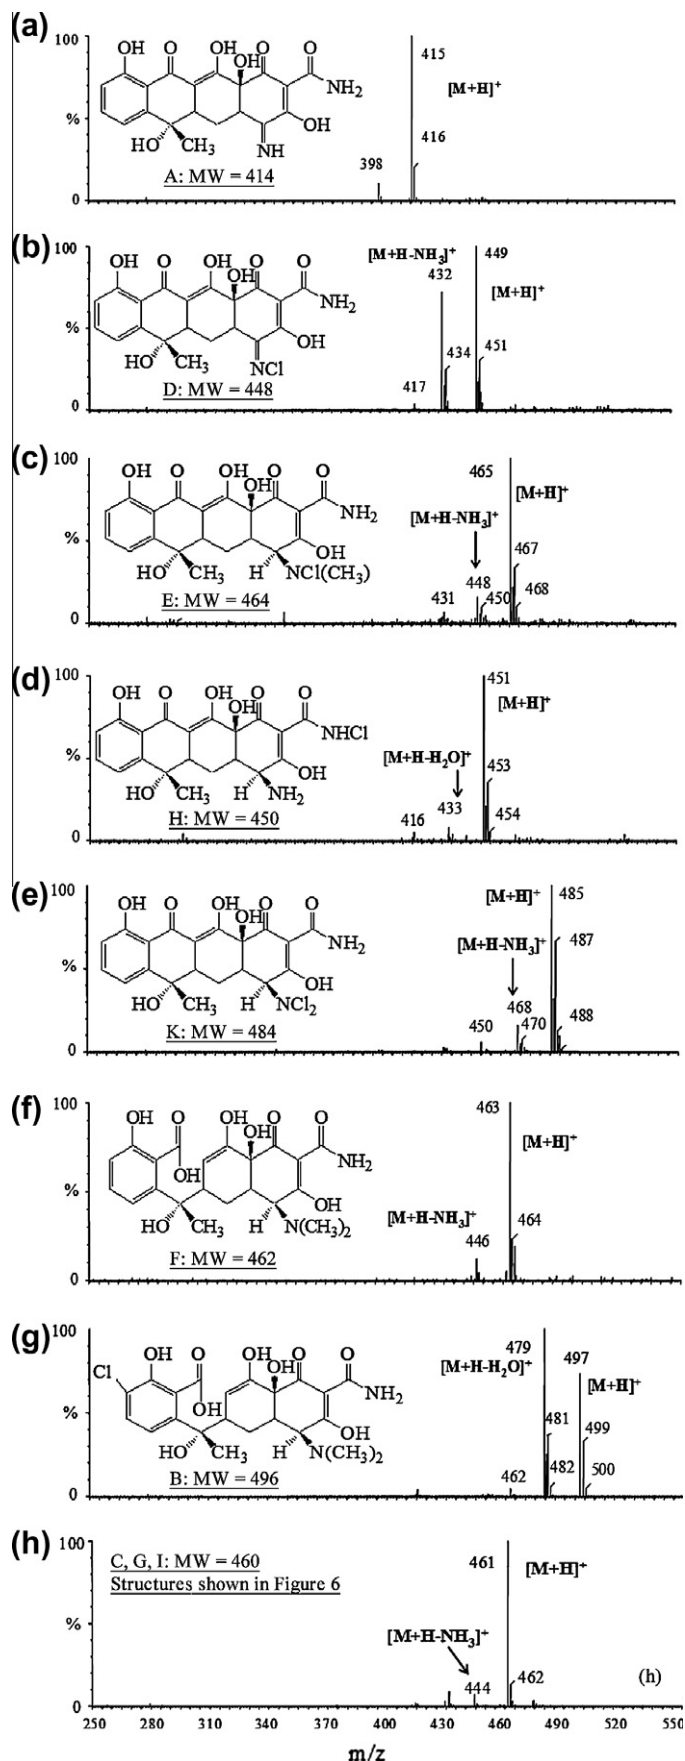 (a)
100
%
0
OH O OH OH O O
NH₂
OH
HO CH₃ NH
A: MW = 414
398
415
[M+H]⁺
416
(b)
100
%
0
OH O OH OH O O
NH₂
OH
HO CH₃ NCl
D: MW = 448
[M+H-NH₃]⁺
432
449
[M+H]⁺
434
451
417
(c)
100
%
0
OH O OH OH O O
NH₂
OH
HO CH₃ H NCl(CH₃)
E: MW = 464
465
[M+H]⁺
[M+H-NH₃]⁺
467
448
431
450
468
(d)
100
%
0
OH O OH OH O O
NHCl
OH
HO CH₃ H NH₂
H: MW = 450
451
[M+H]⁺
[M+H-H₂O]⁺
453
433
416
454
(e)
100
%
0
OH O OH OH O O
NH₂
OH
HO CH₃ H NCl₂
K: MW = 484
[M+H]⁺
485
[M+H-NH₃]⁺
487
468
450
470
488
(f)
100
%
0
OH O OH OH O O
OH
NH₂
OH
HO CH₃ H N(CH₃)₂
F: MW = 462
463
[M+H]⁺
[M+H-NH₃]⁺
446
464
(g)
100
%
0
Cl OH O OH OH O O
OH
NH₂
OH
HO CH₃ H N(CH₃)₂
B: MW = 496
479
[M+H-H₂O]⁺
497
[M+H]⁺
481
499
462
482
500
(h)
100
%
0
C, G, I: MW = 460
Structures shown in Figure 6
461
[M+H]⁺
[M+H-NH₃]⁺
444
462
(h)
250 280 310 340 370 400 430 460 490 520 550
m/z